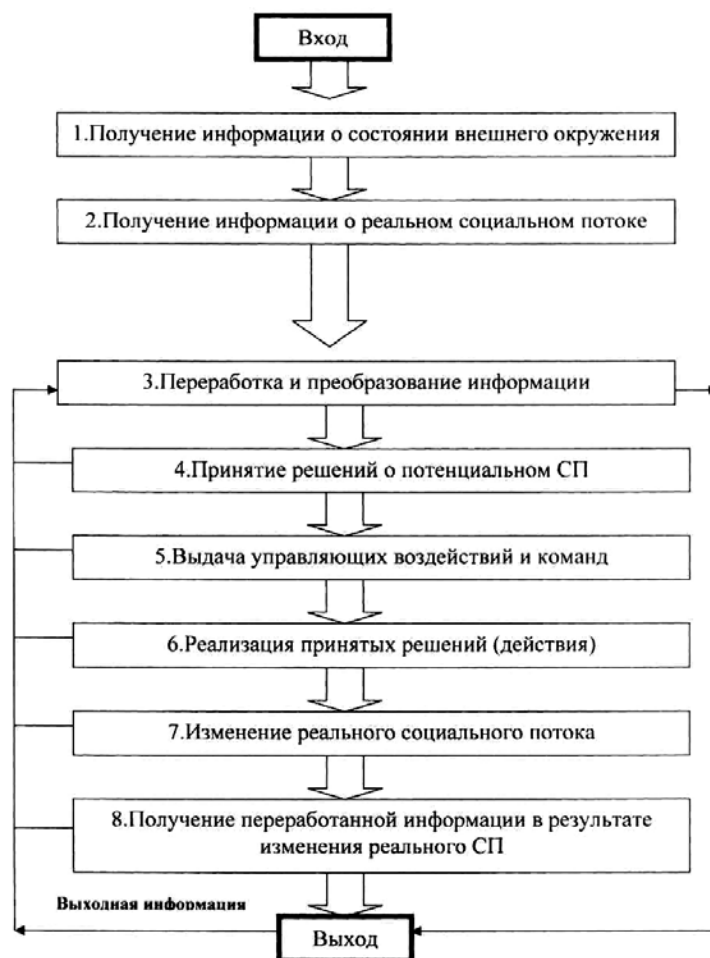 Вход
1.Получение информации о состоянии внешнего окружения
2.Получение информации о реальном социальном потоке
3.Переработка и преобразование информации
4.Принятие решений о потенциальном СП
5.Выдача управляющих воздействий и команд
6.Реализация принятых решений (действия)
7.Изменение реального социального потока
8.Получение переработанной информации в результате
изменения реального СП
Выходная информация
Выход